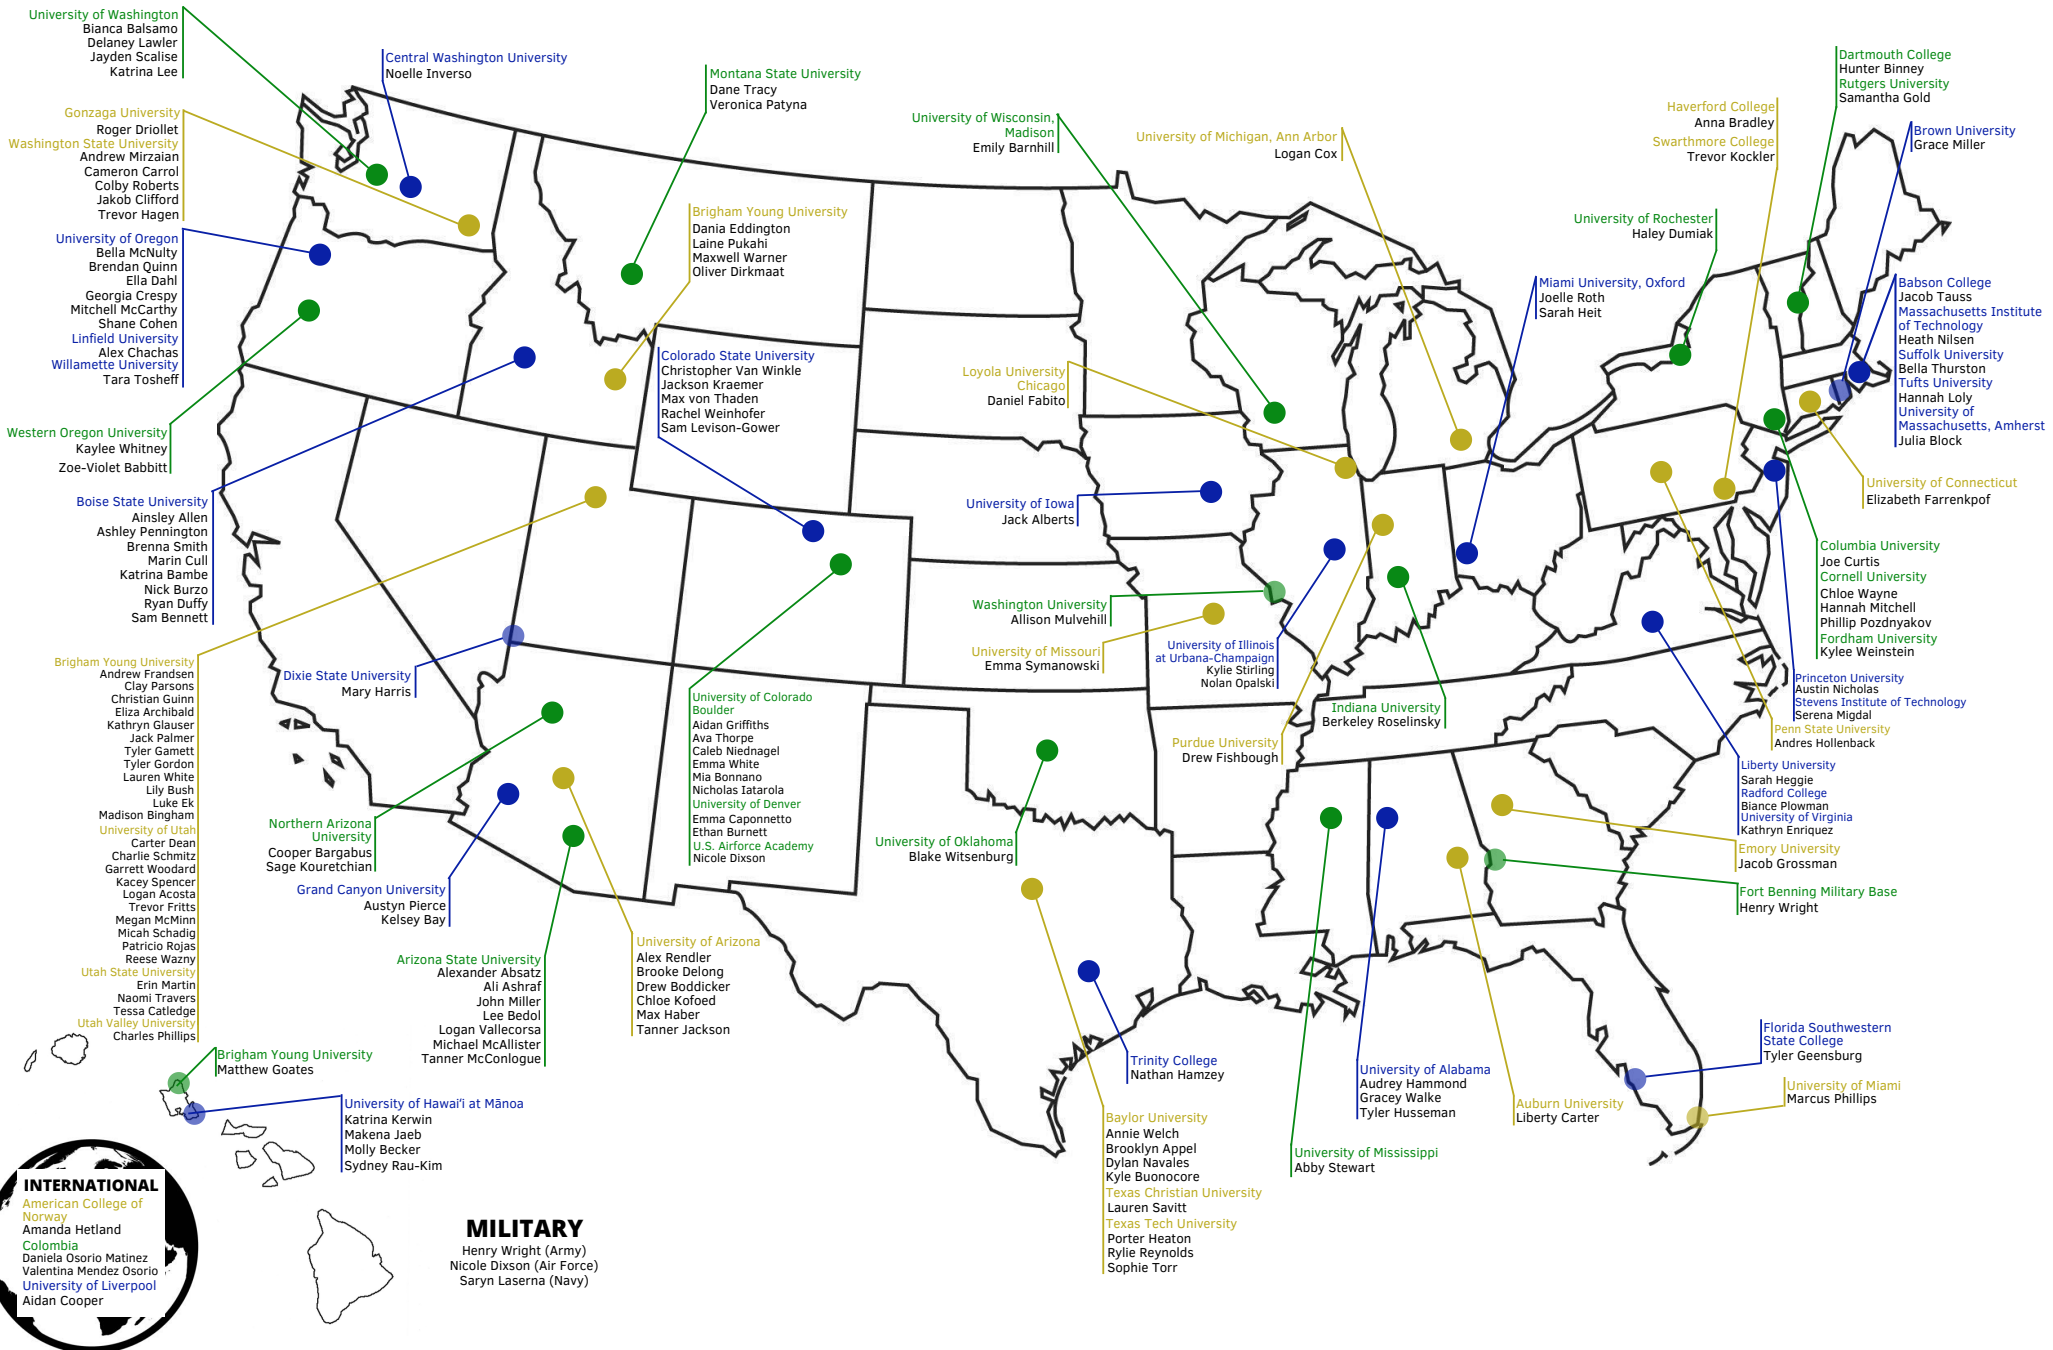 University of Washington
Bianca Balsamo
Delaney Lawler
Jayden Scalise
Katrina Lee
Central Washington University
Noelle Inverso
Gonzaga University
Roger Driollet
Washington State University
Andrew Mirzaian
Cameron Carrol
Colby Roberts
Jakob Clifford
Trevor Hagen
University of Oregon
Bella McNulty
Brendan Quinn
Ella Dahl
Georgia Crespy
Mitchell McCarthy
Shane Cohen
Linfield University
Alex Chachas
Willamette University
Tara Tosheff
Western Oregon University
Kaylee Whitney
Zoe-Violet Babbitt
Boise State University
Ainsley Allen
Ashley Pennington
Brenna Smith
Marin Cull
Katrina Bambe
Nick Burzo
Ryan Duffy
Sam Bennett
Brigham Young University
Andrew Frandsen
Clay Parsons
Christian Guinn
Eliza Archibald
Kathryn Glauser
Jack Palmer
Tyler Gamett
Tyler Gordon
Lauren White
Lily Bush
Luke Ek
Madison Bingham
University of Utah
Carter Dean
Charlie Schmitz
Garrett Woodard
Kacey Spencer
Logan Acosta
Trevor Fritts
Megan McMinn
Micah Schadig
Patricio Rojas
Reese Wazny
Utah State University
Erin Martin
Naomi Travers
Tessa Catledge
Utah Valley University
Charles Phillips
Montana State University
Dane Tracy
Veronica Patyna
Brigham Young University
Dania Eddington
Laine Pukahi
Maxwell Warner
Oliver Dirkmaat
Colorado State University
Christopher Van Winkle
Jackson Kraemer
Max von Thaden
Rachel Weinhofer
Sam Levison-Gower
Dixie State University
Mary Harris
University of Colorado
Boulder
Aidan Griffiths
Ava Thorpe
Caleb Niednagel
Emma White
Mia Bonnano
Nicholas Iatarola
University of Denver
Emma Caponnetto
Ethan Burnett
U.S. Airforce Academy
Nicole Dixson
Northern Arizona
University
Cooper Bargabus
Sage Kouretchian
Grand Canyon University
Austyn Pierce
Kelsey Bay
Arizona State University
Alexander Absatz
Ali Ashraf
John Miller
Lee Bedol
Logan Vallecorsa
Michael McAllister
Tanner McConlogue
University of Arizona
Alex Rendler
Brooke Delong
Drew Boddicker
Chloe Kofoed
Max Haber
Tanner Jackson
University of Wisconsin,
Madison
Emily Barnhill
University of Michigan, Ann Arbor
Logan Cox
Loyola University
Chicago
Daniel Fabito
University of Iowa
Jack Alberts
Washington University
Allison Mulvehill
University of Missouri
Emma Symanowski
University of Illinois
at Urbana-Champaign
Kylie Stirling
Nolan Opalski
Indiana University
Berkeley Roselinsky
Purdue University
Drew Fishbough
University of Oklahoma
Blake Witsenburg
Trinity College
Nathan Hamzey
Baylor University
Annie Welch
Brooklyn Appel
Dylan Navales
Kyle Buonocore
Texas Christian University
Lauren Savitt
Texas Tech University
Porter Heaton
Rylie Reynolds
Sophie Torr
University of Mississippi
Abby Stewart
University of Alabama
Audrey Hammond
Gracey Walke
Tyler Husseman
Auburn University
Liberty Carter
Florida Southwestern
State College
Tyler Geensburg
University of Miami
Marcus Phillips
Dartmouth College
Hunter Binney
Rutgers University
Samantha Gold
Haverford College
Anna Bradley
Swarthmore College
Trevor Kockler
Brown University
Grace Miller
University of Rochester
Haley Dumiak
Miami University, Oxford
Joelle Roth
Sarah Heit
Babson College
Jacob Tauss
Massachusetts Institute
of Technology
Heath Nilsen
Suffolk University
Bella Thurston
Tufts University
Hannah Loly
University of
Massachusetts, Amherst
Julia Block
University of Connecticut
Elizabeth Farrenkpof
Columbia University
Joe Curtis
Cornell University
Chloe Wayne
Hannah Mitchell
Phillip Pozdnyakov
Fordham University
Kylee Weinstein
Princeton University
Austin Nicholas
Stevens Institute of Technology
Serena Migdal
Penn State University
Andres Hollenback
Liberty University
Sarah Heggie
Radford College
Biance Plowman
University of Virginia
Kathryn Enriquez
Emory University
Jacob Grossman
Fort Benning Military Base
Henry Wright
Brigham Young University
Matthew Goates
University of Hawai'i at Mānoa
Katrina Kerwin
Makena Jaeb
Molly Becker
Sydney Rau-Kim
INTERNATIONAL
American College of
Norway
Amanda Hetland
Colombia
Daniela Osorio Matinez
Valentina Mendez Osorio
University of Liverpool
Aidan Cooper
MILITARY
Henry Wright (Army)
Nicole Dixson (Air Force)
Saryn Laserna (Navy)